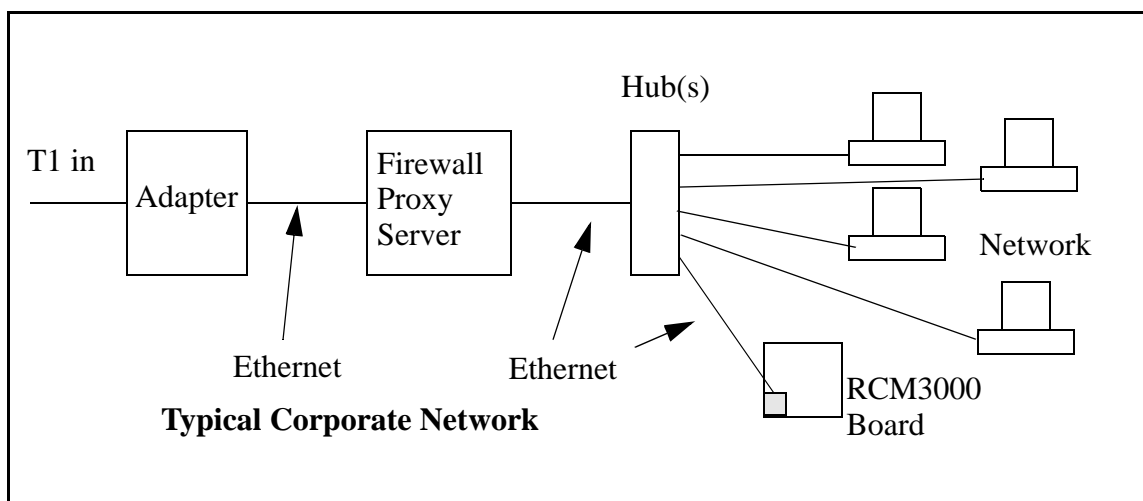 Hub(s)
T1 in
Adapter
Firewall
Proxy
Server
Network
Ethernet
Ethernet
RCM3000
Board
Typical Corporate Network